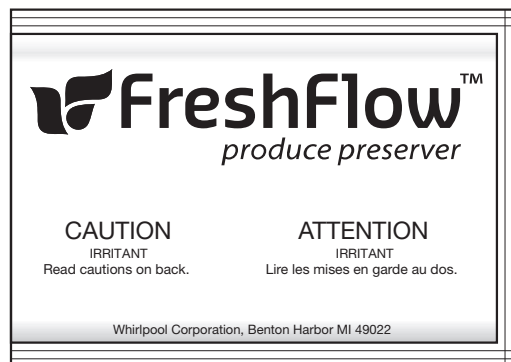 FreshFlow™
produce preserver
CAUTION
IRRITANT
Read cautions on back.
ATTENTION
IRRITANT
Lire les mises en garde au dos.
Whirlpool Corporation, Benton Harbor MI 49022